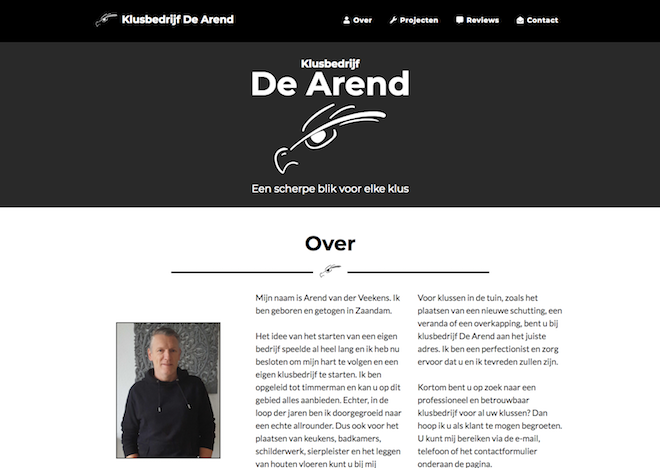 Klusbedrijf De Arend
Over
Projecten
Reviews
Contact
Klusbedrijf
De Arend
Een scherpe blik voor elke klus
Over
Mijn naam is Arend van der Veekens. Ik
ben geboren en getogen in Zaandam.
Het idee van het starten van een eigen
bedrijf speelde al heel lang en ik heb nu
besloten om mijn hart te volgen en een
eigen klusbedrijf te starten. Ik ben
opgeleid tot timmerman en kan u op dit
gebied alles aanbieden. Echter, in de
loop der jaren ben ik doorgegroeid naar
een echte allrounder. Dus ook voor het
plaatsen van keukens, badkamers,
schilderwerk, sierpleister en het leggen
van houten vloeren kunt u bij mij
Voor klussen in de tuin, zoals het
plaatsen van een nieuwe schutting, een
veranda of een overkapping, bent u bij
klusbedrijf De Arend aan het juiste
adres. Ik ben een perfectionist en zorg
ervoor dat u en ik tevreden zullen zijn.
Kortom bent u op zoek naar een
professioneel en betrouwbaar
klusbedrijf voor al uw klussen? Dan
hoop ik u als klant te mogen begroeten.
U kunt mij bereiken via de e-mail,
telefoon of het contactformulier
onderaan de pagina.